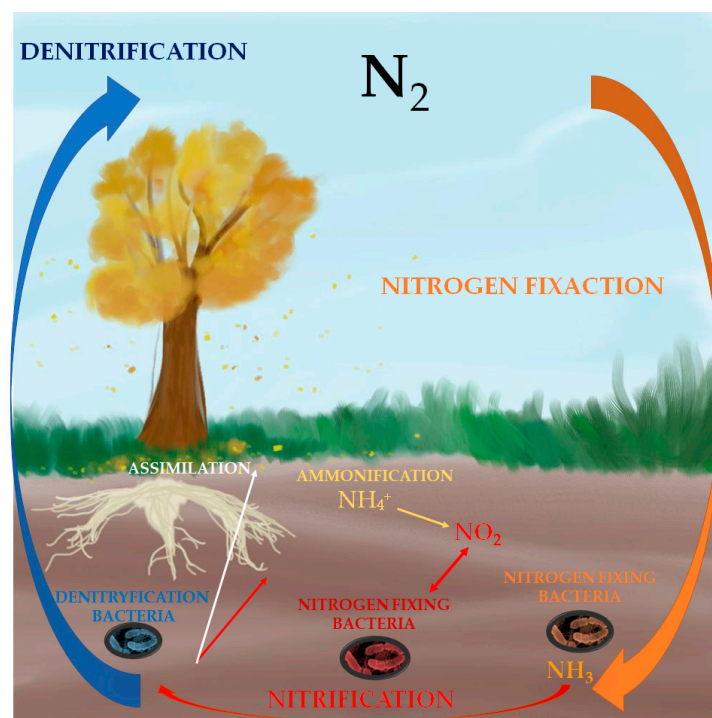 DENITRIFICATION
N₂
NITROGEN FIXACTION
ASSIMILATION
AMMONIFICATION
NH₄⁺
NO₂
DENITRYFICATION
BACTERIA
NITROGEN FIXING
BACTERIA
NITROGEN FIXING
BACTERIA
NH₃
NITRIFICATION